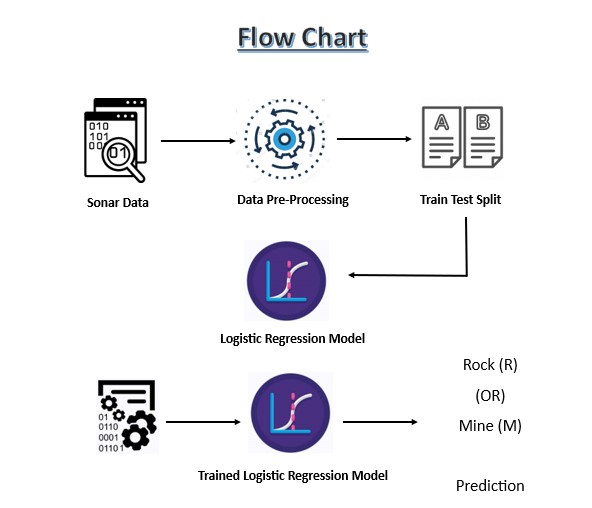 Flow Chart
010
101
00
01
A
B
Sonar Data
Data Pre-Processing
Train Test Split
Logistic Regression Model
Rock (R)
(OR)
Mine (M)
01
0110
0001
01101
Trained Logistic Regression Model
Prediction